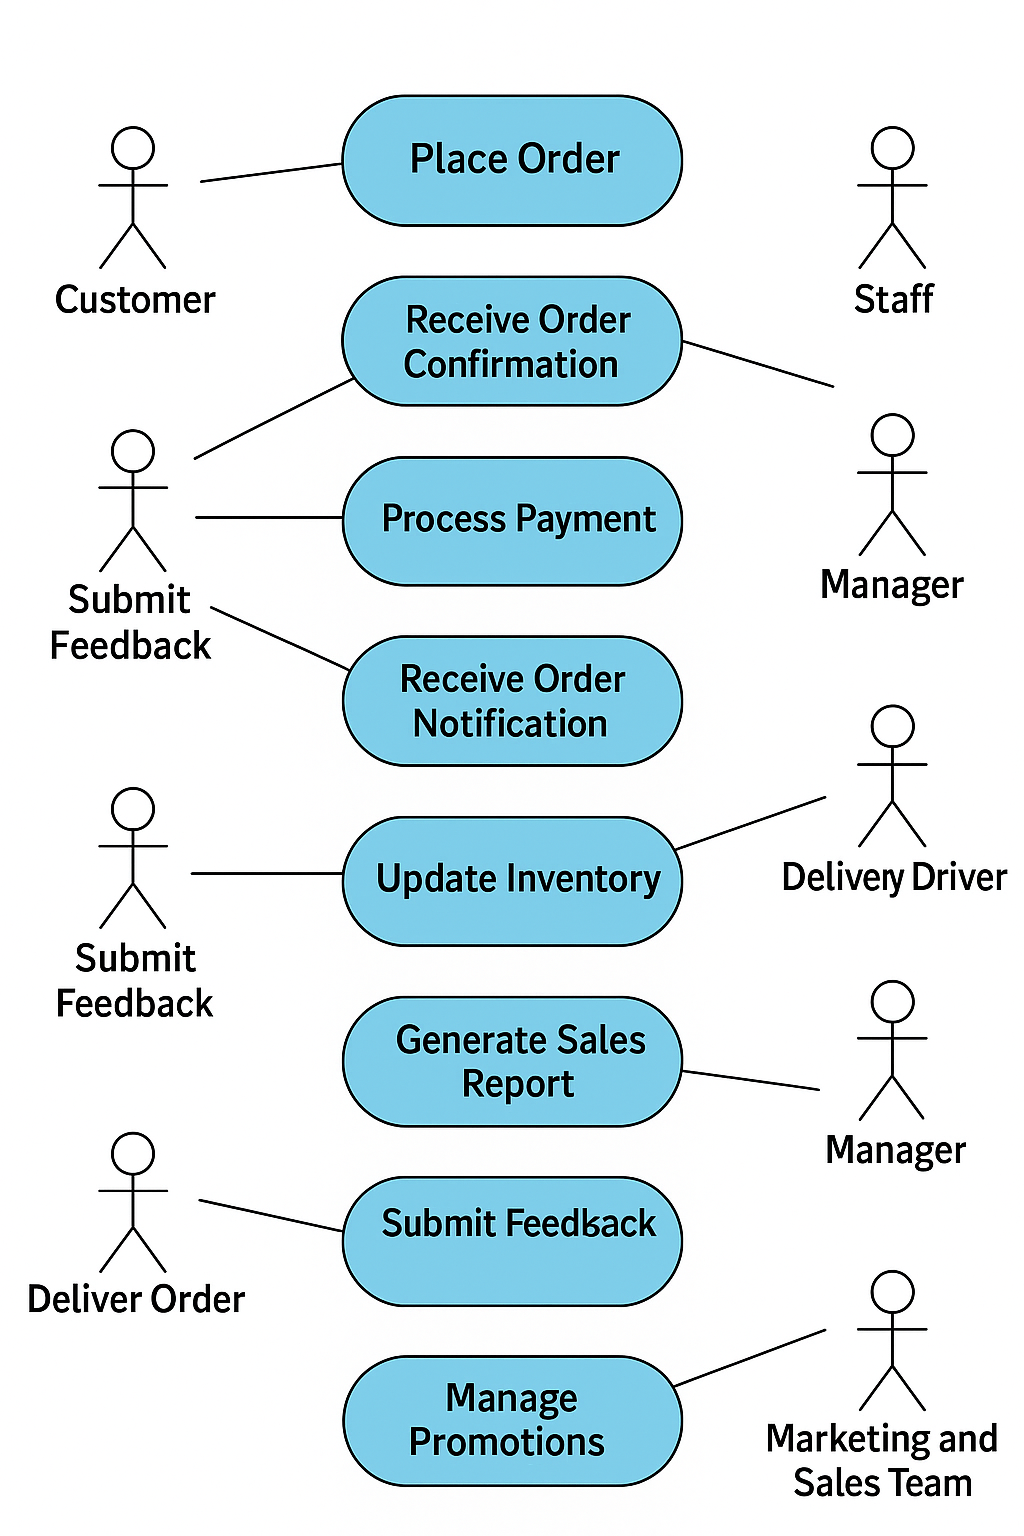 Place Order
Customer
Staff
Receive Order
Confirmation
Process Payment
Submit
Feedback
Manager
Receive Order
Notification
Update Inventory
Delivery Driver
Submit
Feedback
Generate Sales
Report
Manager
Submit Feedback
Deliver Order
Manage
Promotions
Marketing and
Sales Team